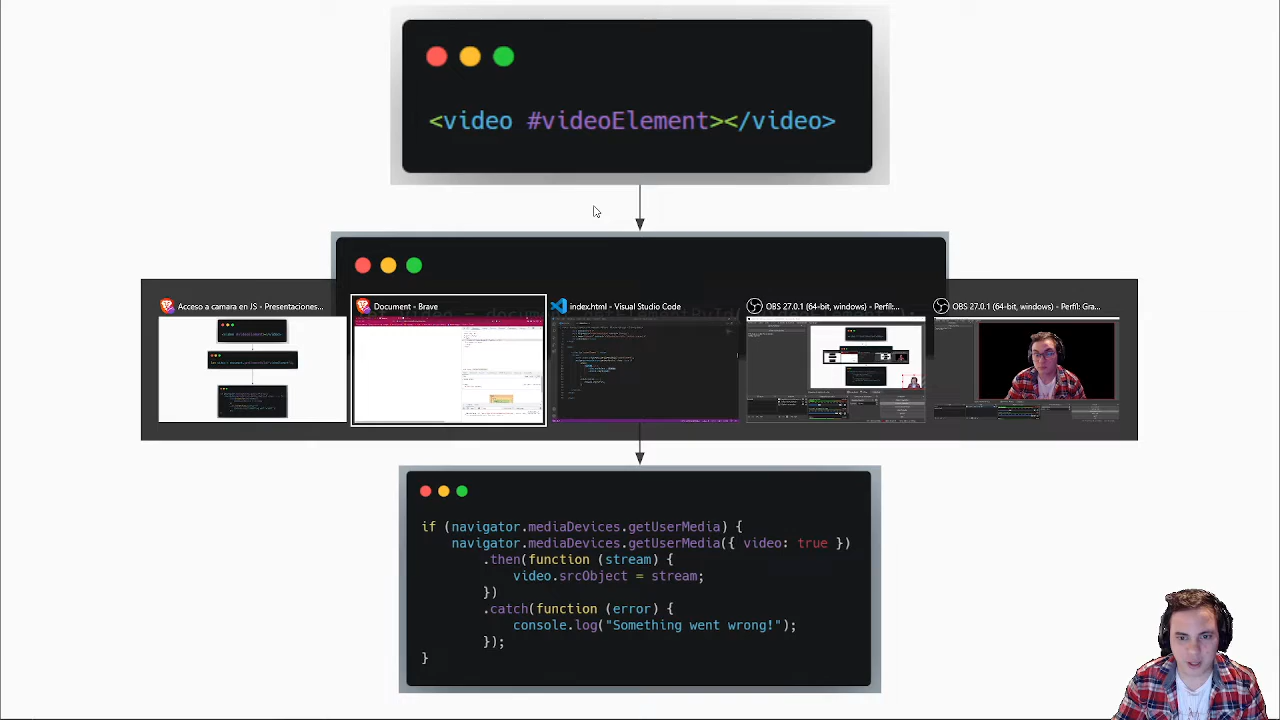 <video #videoElement></video>
Acceso a camara en JS - Presentaciones...
Document - Brave
index.html - Visual Studio Code
OBS 27.0.1 (64-bit, windows) - Perfil:...
OBS 27.0.1 (64-bit, windows) - Perfil: Gra...
if (navigator.mediaDevices.getUserMedia) {
navigator.mediaDevices.getUserMedia({ video: true })
.then(function (stream) {
video.srcObject = stream;
})
.catch(function (error) {
console.log("Something went wrong!");
});
}